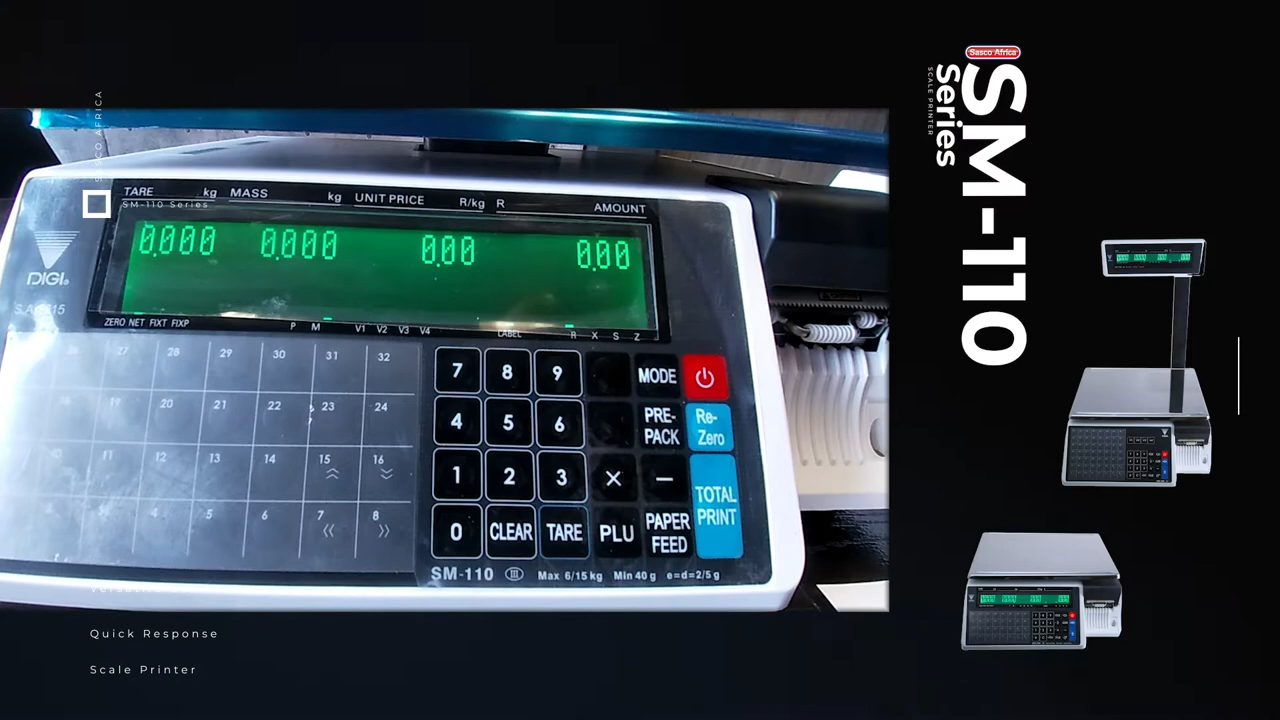 Sasco Africa
SM-110
Series
SCALE PRINTER
SASCO AFRICA
TARE kg MASS kg UNIT PRICE R/kg R AMOUNT
SM-110 Series
0.000 0.000 0.00 0.00
DIGI
ZERO NET FIXT FIXP P M V1 V2 V3 V4 LABEL R X S Z
27 28 29 30 31 32
19 20 21 22 23 24
11 12 13 14 15 16
4 5 6 7 8
7 8 9 MODE
4 5 6 PRE-PACK Re-Zero
1 2 3 × – TOTAL PRINT
0 CLEAR TARE PLU PAPER FEED
SM-110 III Max 6/15 kg Min 40 g e=d=2/5 g
Quick Response
Scale Printer